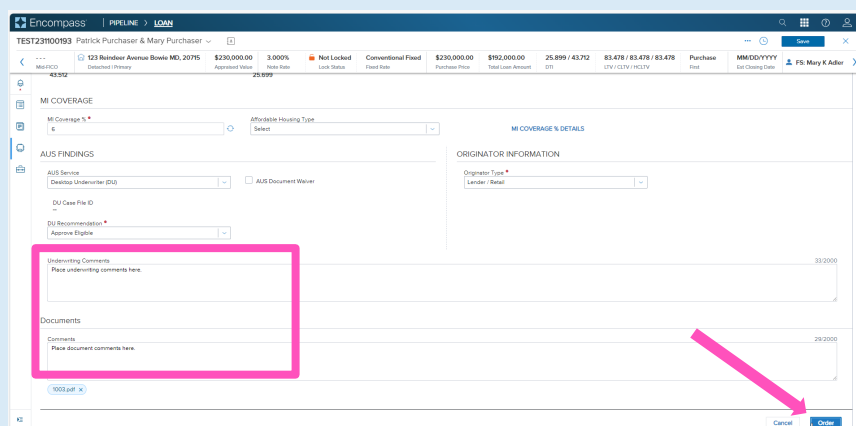 Encompass® | PIPELINE > LOAN
TEST231100193 Patrick Purchaser & Mary Purchaser
Save
--- 123 Reindeer Avenue Bowie MD, 20715 $230,000.00 3.000% Not Locked Conventional Fixed $230,000.00 $192,000.00 25.899 / 43.712 83.478 / 83.478 / 83.478 Purchase MM/DD/YYYY FS: Mary K Adler
Mid-FICO Detached | Primary Appraised Value Note Rate Lock Status Fixed Rate Purchase Price Total Loan Amount DTI LTV / CLTV / HCLTV First Est Closing Date
43.512 25.699
MI COVERAGE
MI Coverage % * Affordable Housing Type
6 Select MI COVERAGE % DETAILS
AUS FINDINGS ORIGINATOR INFORMATION
AUS Service Originator Type *
Desktop Underwriter (DU) AUS Document Waiver Lender / Retail
DU Case File ID
--
DU Recommendation *
Approve Eligible
Underwriting Comments 33/2000
Place underwriting comments here.
Documents
Comments 29/2000
Place document comments here.
1003.pdf ×
Cancel Order